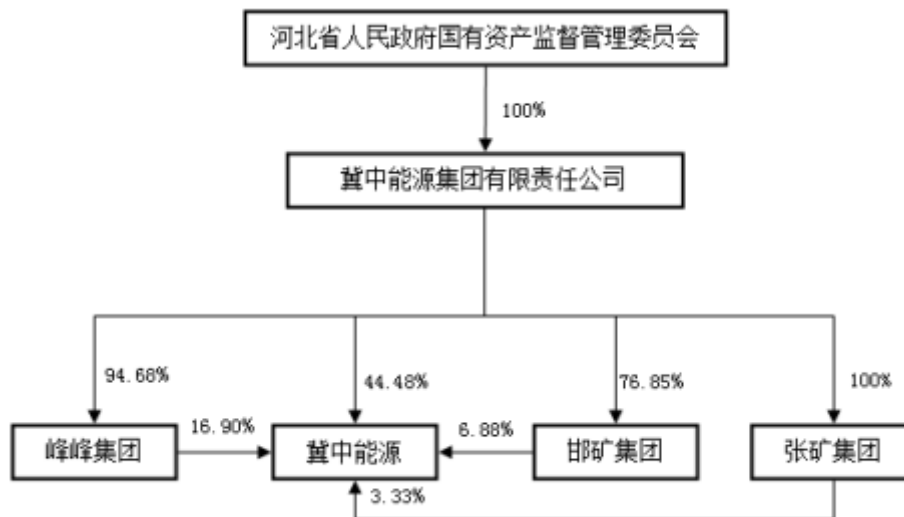 河北省人民政府国有资产监督管理委员会
100%
冀中能源集团有限责任公司
94.68%
44.48%
76.85%
100%
峰峰集团
16.90%
冀中能源
6.88%
邯矿集团
张矿集团
3.33%